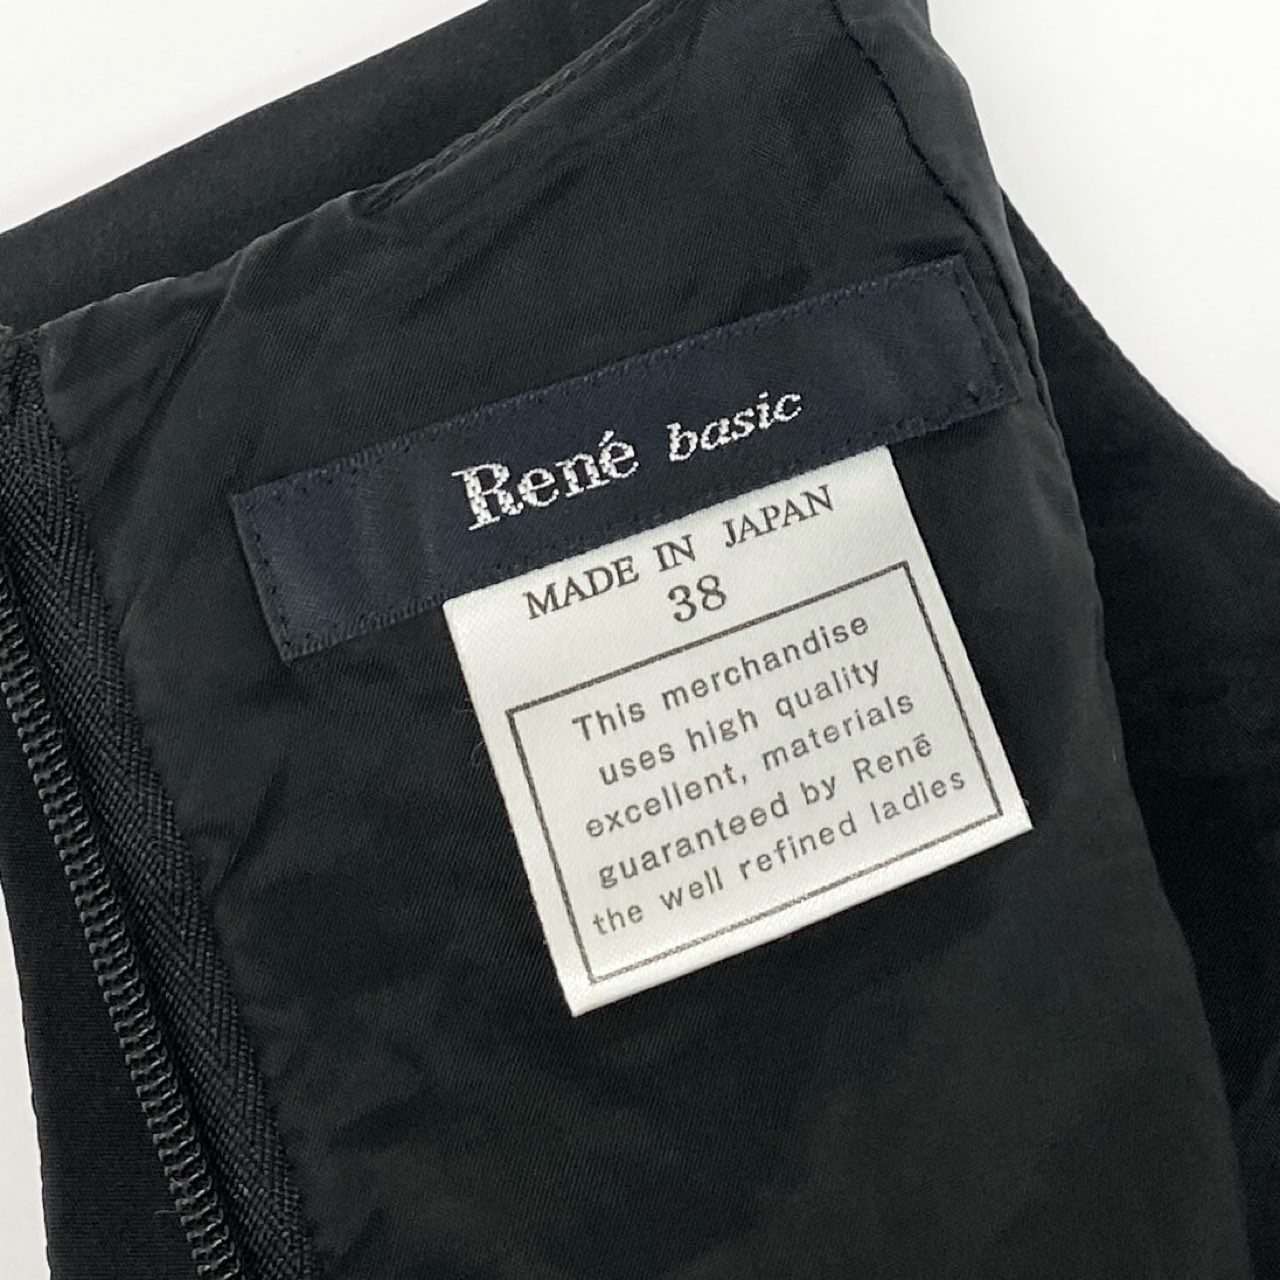 René basic
MADE IN JAPAN
38
This merchandise
uses high quality
excellent, materials
guaranteed by Renē
the well refined ladies